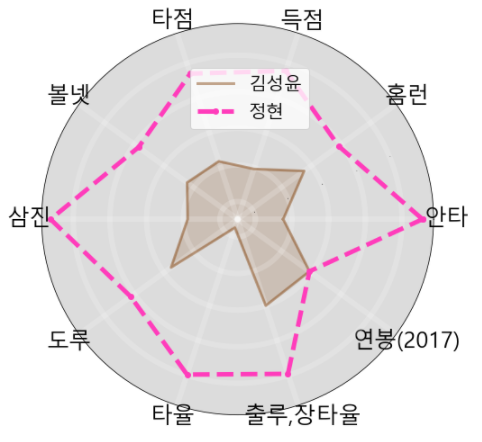 타점
득점
김성윤
정현
볼넷
홈런
삼진
안타
도루
연봉(2017)
타율
출루,장타율